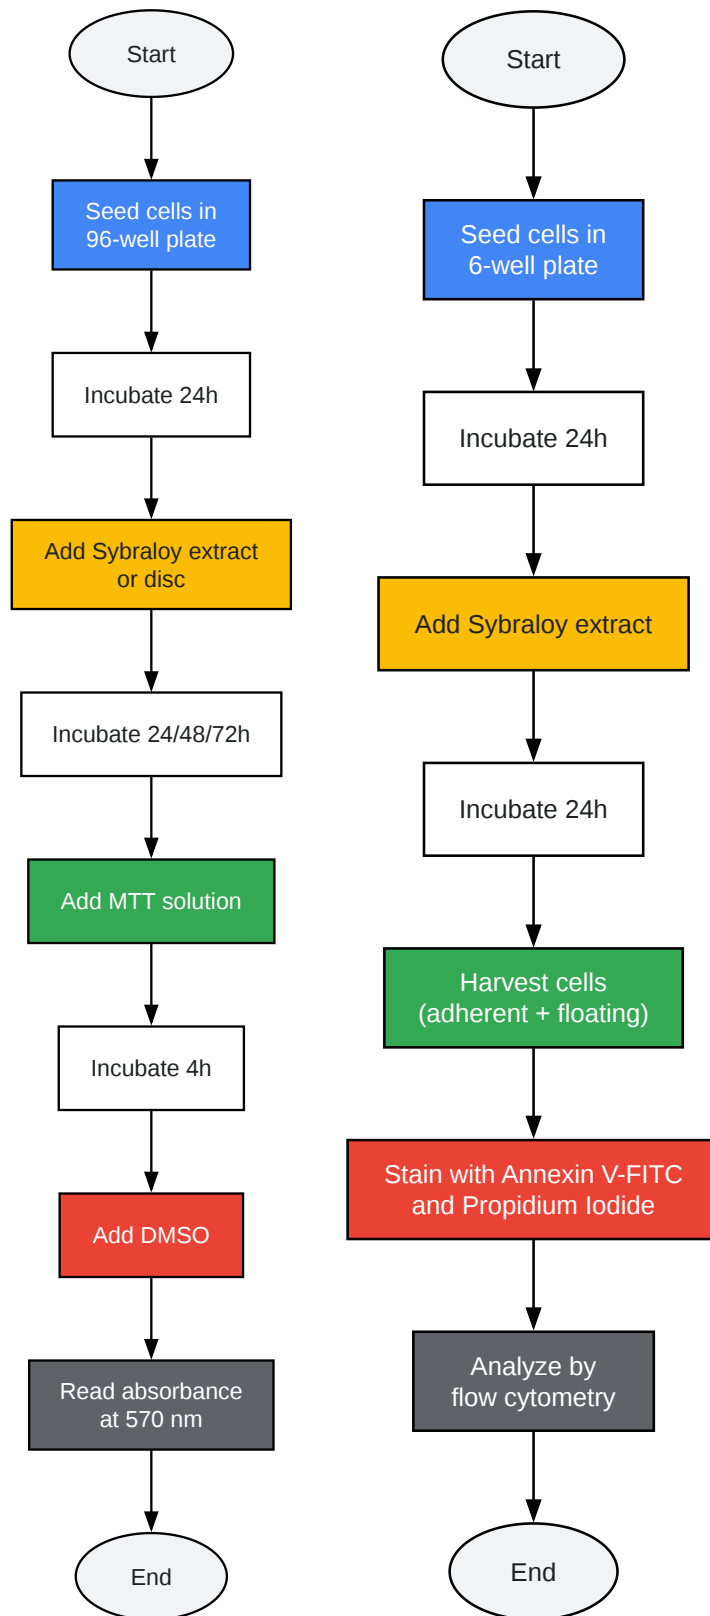 Start
Seed cells in
96-well plate
Incubate 24h
Add Sybraloy extract
or disc
Incubate 24/48/72h
Add MTT solution
Incubate 4h
Add DMSO
Read absorbance
at 570 nm
End
Start
Seed cells in
6-well plate
Incubate 24h
Add Sybraloy extract
Incubate 24h
Harvest cells
(adherent + floating)
Stain with Annexin V-FITC
and Propidium Iodide
Analyze by
flow cytometry
End